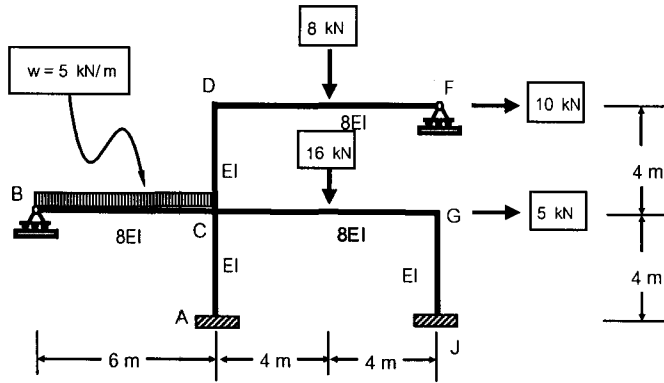 8 kN
w = 5 kN/m
D
F
8EI
10 kN
16 kN
EI
4 m
B
G
5 kN
8EI
C
8EI
EI
EI
4 m
A
J
6 m
4 m
4 m